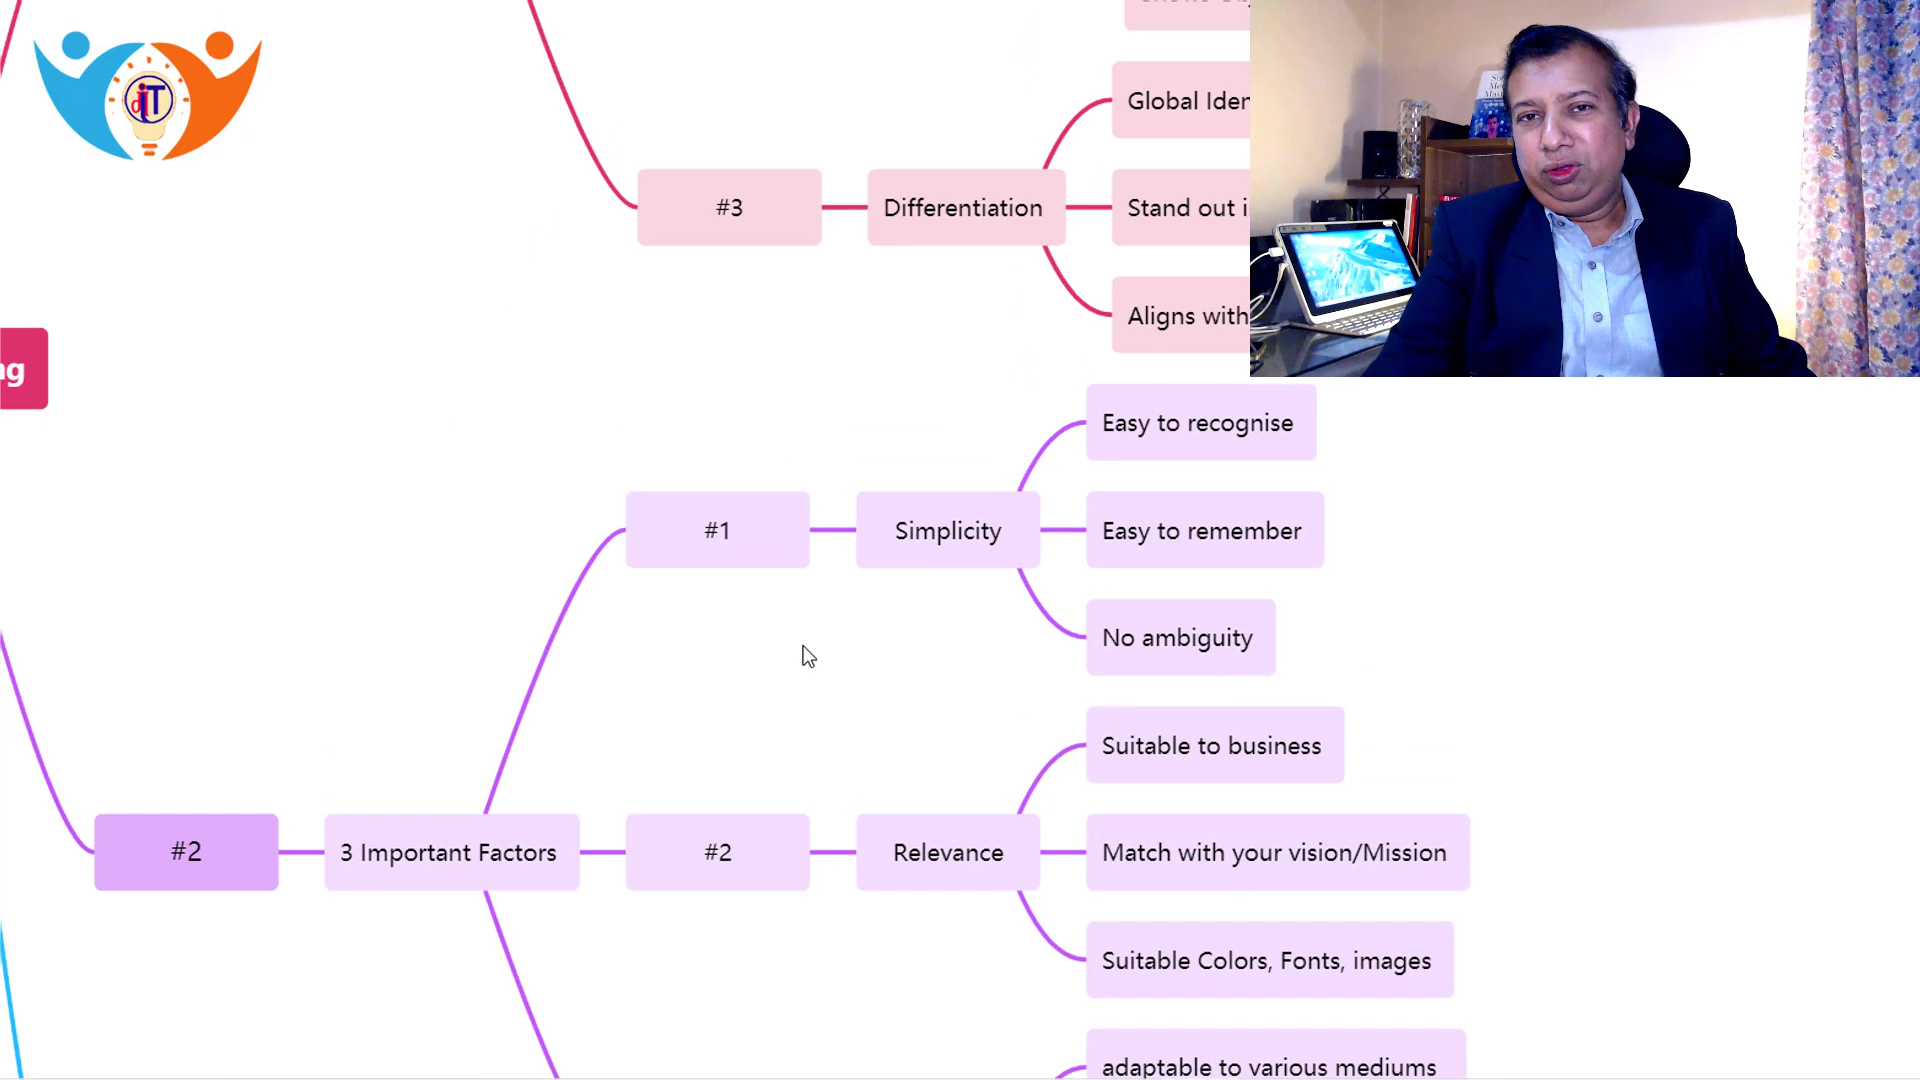 Global Iden
#3
Differentiation
Stand out i
Aligns with
ng
Easy to recognise
#1
Simplicity
Easy to remember
No ambiguity
Suitable to business
#2
3 Important Factors
#2
Relevance
Match with your vision/Mission
Suitable Colors, Fonts, images
adaptable to various mediums